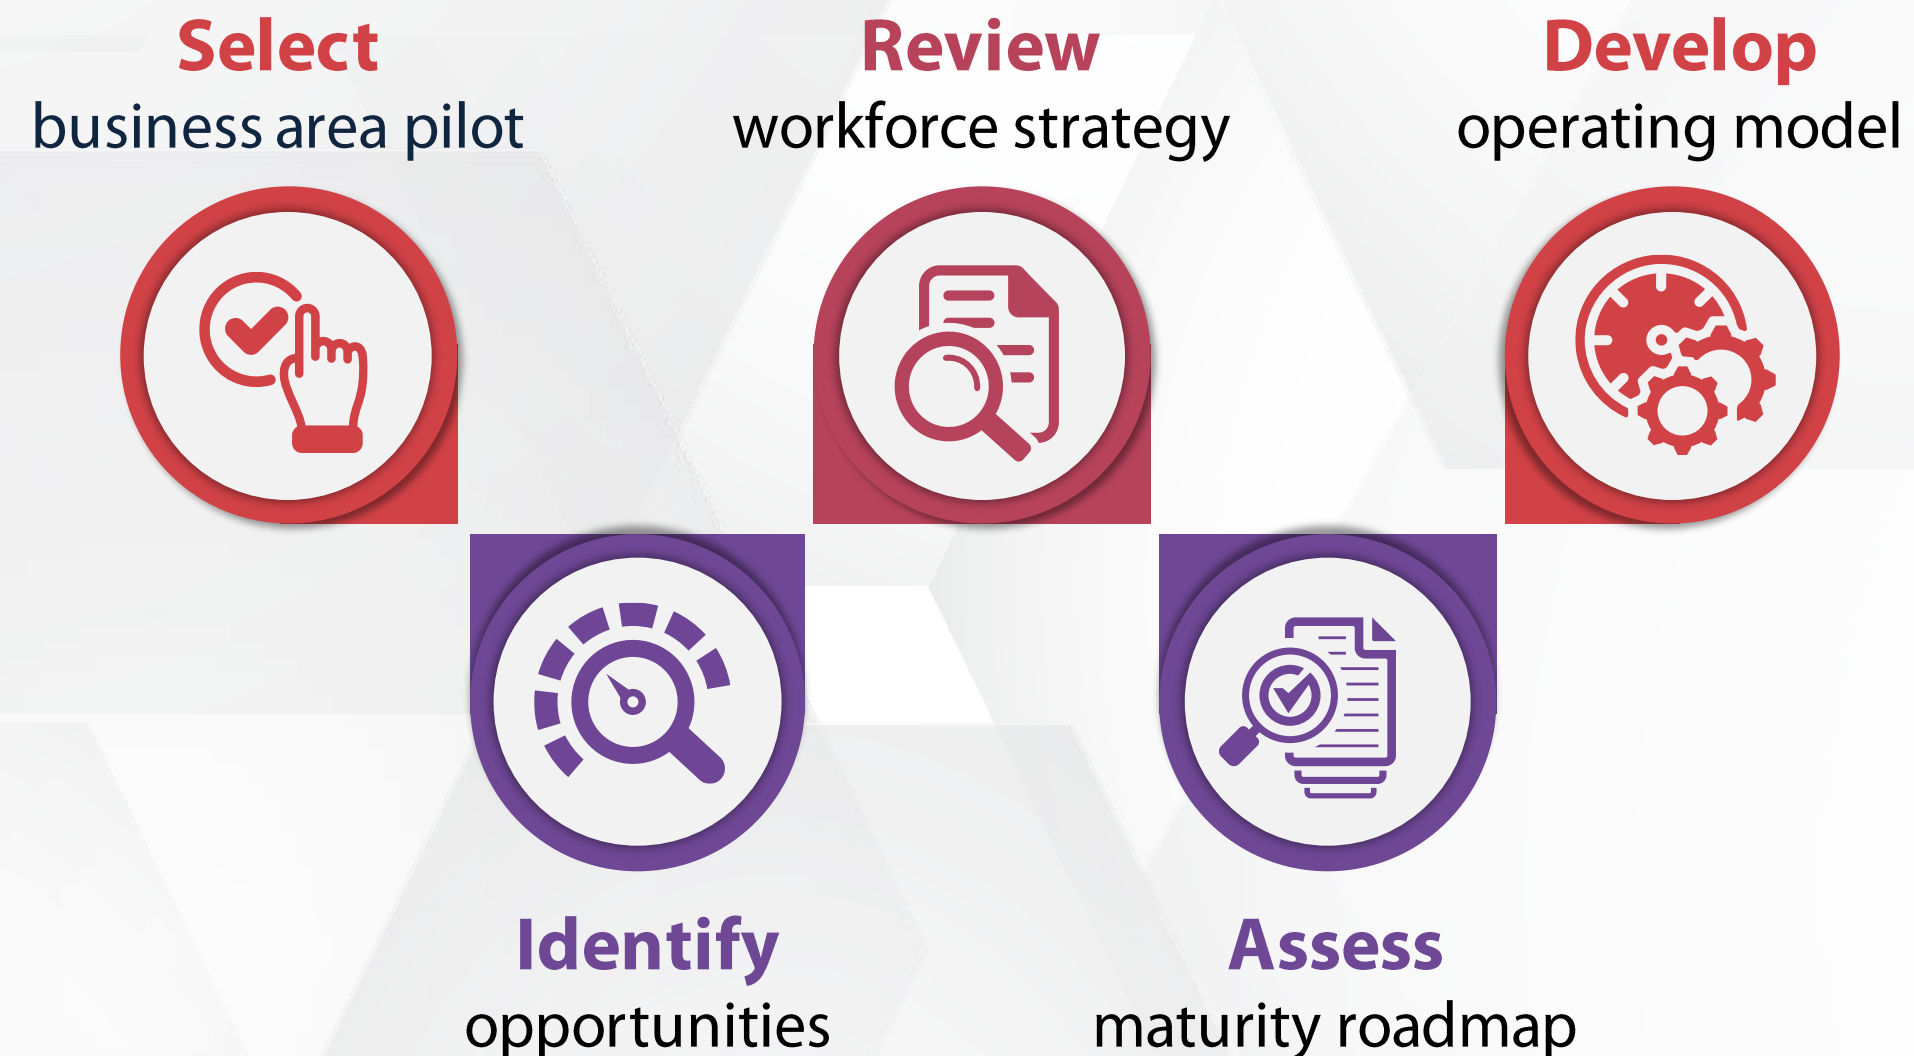 Select
business area pilot
Identify
opportunities
Review
workforce strategy
Assess
maturity roadmap
Develop
operating model